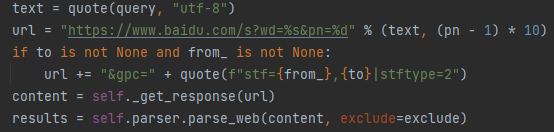 text = quote(query, "utf-8")
url = "https://www.baidu.com/s?wd=%s&pn=%d" % (text, (pn - 1) * 10)
if to is not None and from_ is not None:
    url += "&gpc=" + quote(f"stf={from_},{to}|stftype=2")
content = self._get_response(url)
results = self.parser.parse_web(content, exclude=exclude)